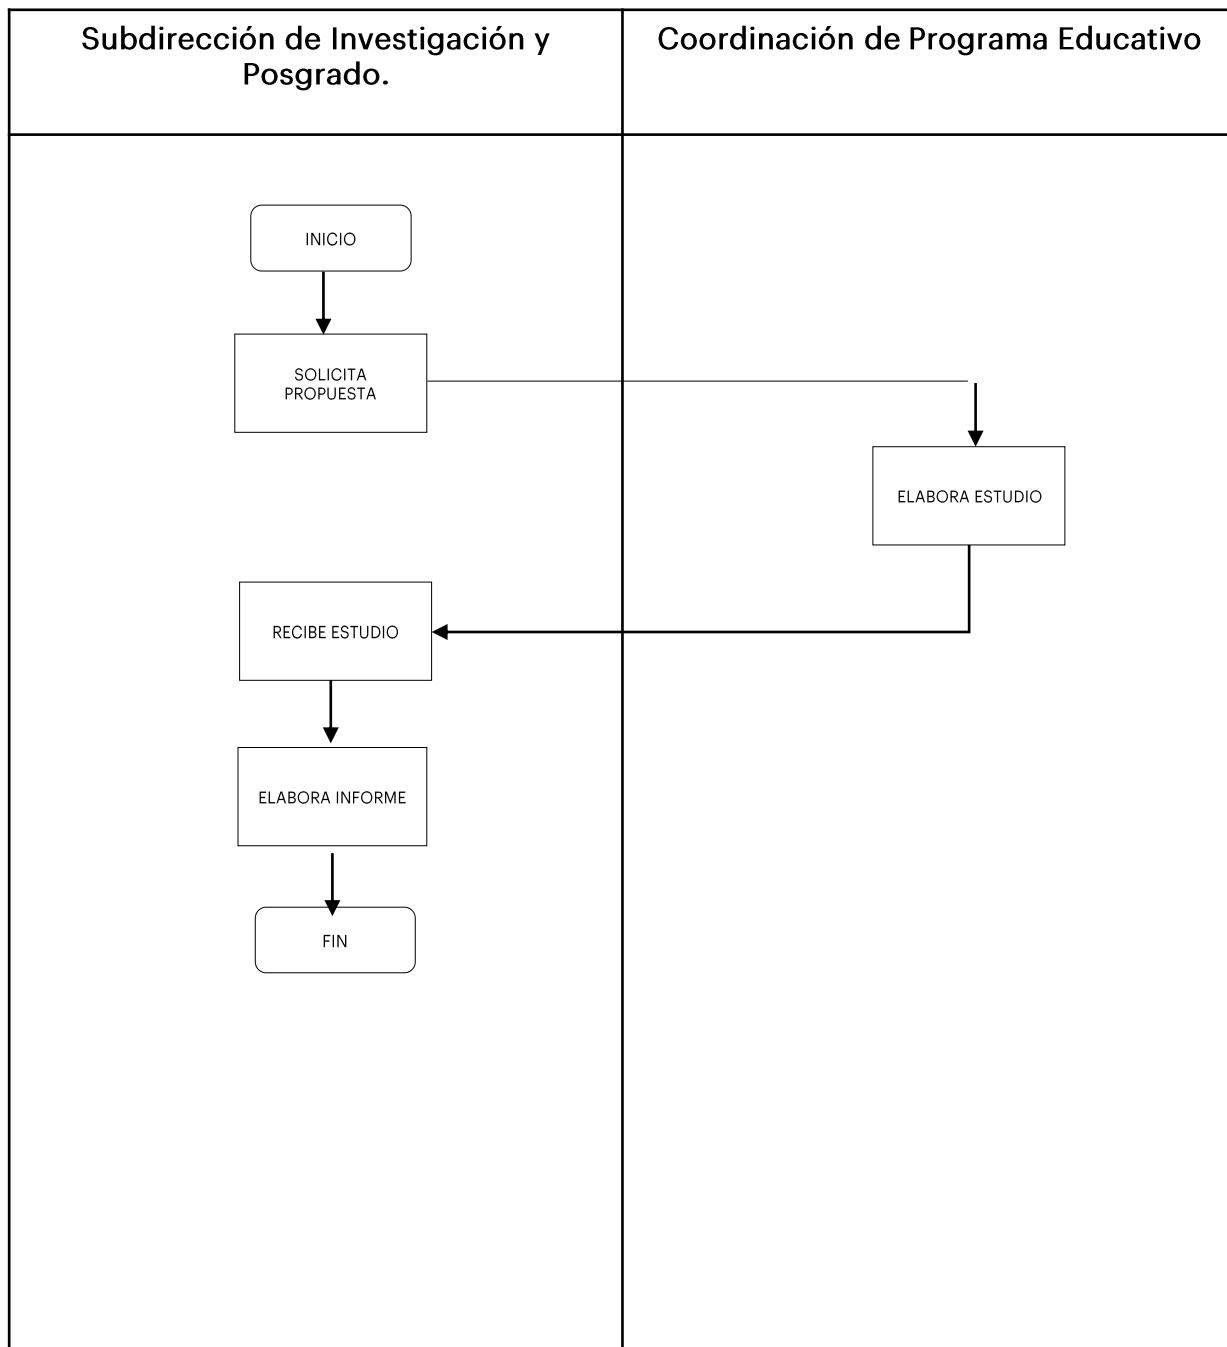 Subdirección de Investigación y
Posgrado.
Coordinación de Programa Educativo
INICIO
SOLICITA
PROPUESTA
ELABORA ESTUDIO
RECIBE ESTUDIO
ELABORA INFORME
FIN